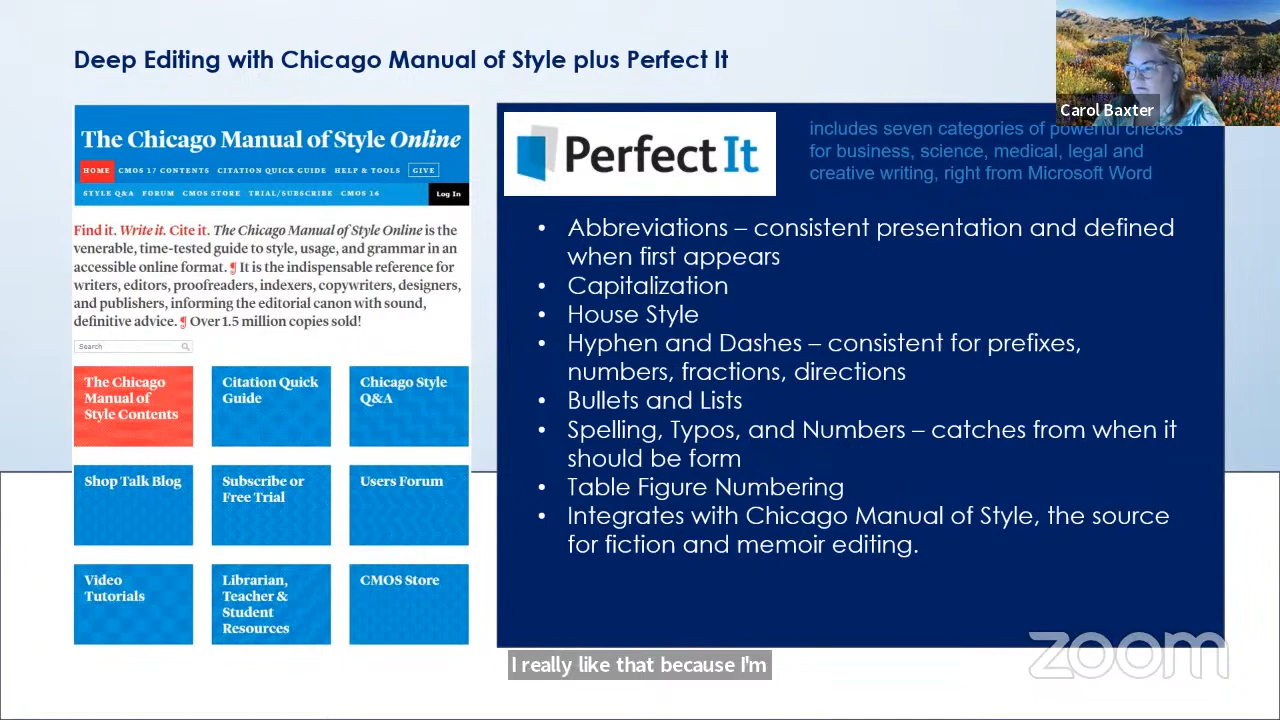 Deep Editing with Chicago Manual of Style plus Perfect It
Carol Baxter
The Chicago Manual of Style Online
HOME CMOS 17 CONTENTS CITATION QUICK GUIDE HELP & TOOLS GIVE
STYLE Q&A FORUM CMOS STORE TRIAL/SUBSCRIBE CMOS 16 Log In
Find it. Write it. Cite it. The Chicago Manual of Style Online is the
venerable, time-tested guide to style, usage, and grammar in an
accessible online format. ¶ It is the indispensable reference for
writers, editors, proofreaders, indexers, copywriters, designers,
and publishers, informing the editorial canon with sound,
definitive advice. ¶ Over 1.5 million copies sold!
Search
The Chicago
Manual of
Style Contents
Citation Quick
Guide
Chicago Style
Q&A
Shop Talk Blog
Subscribe or
Free Trial
Users Forum
Video
Tutorials
Librarian,
Teacher &
Student
Resources
CMOS Store
PerfectIt
includes seven categories of powerful checks
for business, science, medical, legal and
creative writing, right from Microsoft Word
• Abbreviations – consistent presentation and defined
when first appears
• Capitalization
• House Style
• Hyphen and Dashes – consistent for prefixes,
numbers, fractions, directions
• Bullets and Lists
• Spelling, Typos, and Numbers – catches from when it
should be form
• Table Figure Numbering
• Integrates with Chicago Manual of Style, the source
for fiction and memoir editing.
zoom
I really like that because I'm